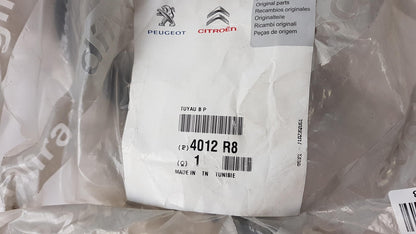 Original parts
Recambios originales
Originalteile
Ricambi originali
Peças de origem
PEUGEOT CITROËN
TUYAU B P
(P) 4012 R8
(Q) 1
MADE IN TN TUNISIE